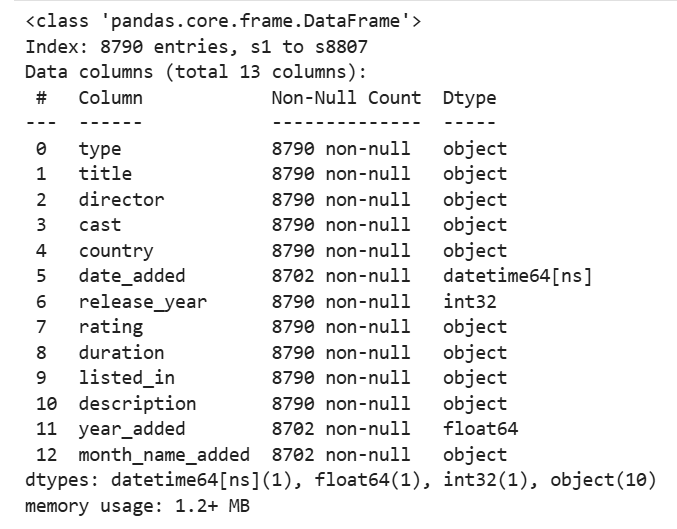 <class 'pandas.core.frame.DataFrame'>
Index: 8790 entries, s1 to s8807
Data columns (total 13 columns):
 #   Column            Non-Null Count  Dtype
---  ------            --------------  -----
 0   type              8790 non-null   object
 1   title             8790 non-null   object
 2   director          8790 non-null   object
 3   cast              8790 non-null   object
 4   country           8790 non-null   object
 5   date_added        8702 non-null   datetime64[ns]
 6   release_year      8790 non-null   int32
 7   rating            8790 non-null   object
 8   duration          8790 non-null   object
 9   listed_in         8790 non-null   object
 10  description       8790 non-null   object
 11  year_added        8702 non-null   float64
 12  month_name_added  8702 non-null   object
dtypes: datetime64[ns](1), float64(1), int32(1), object(10)
memory usage: 1.2+ MB